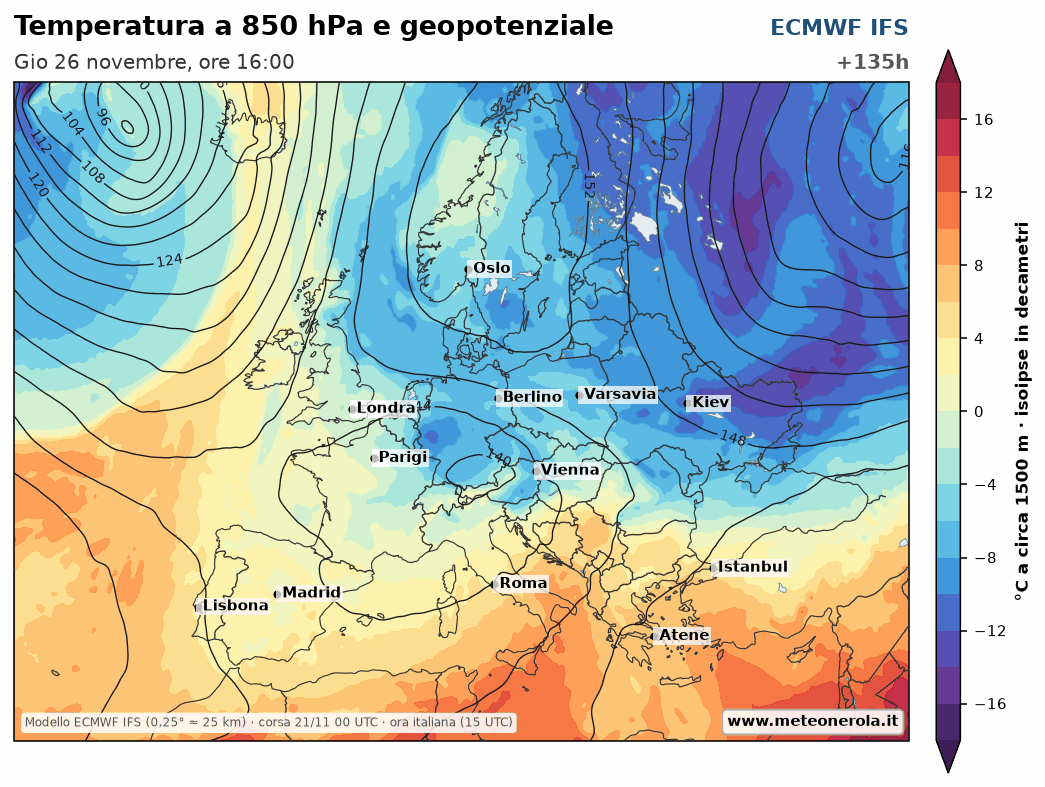 Temperatura a 850 hPa e geopotenziale
ECMWF IFS
Gio 26 novembre, ore 16:00
+135h
96
104
112
108
120
124
152
116
Oslo
Berlino
Varsavia
Kiev
Londra
148
Parigi
140
Vienna
Istanbul
Roma
Madrid
Lisbona
Atene
Modello ECMWF IFS (0,25° ≈ 25 km) · corsa 21/11 00 UTC · ora italiana (15 UTC)
www.meteonerola.it
16
12
8
4
0
−4
−8
−12
−16
°C a circa 1500 m · isoipse in decametri